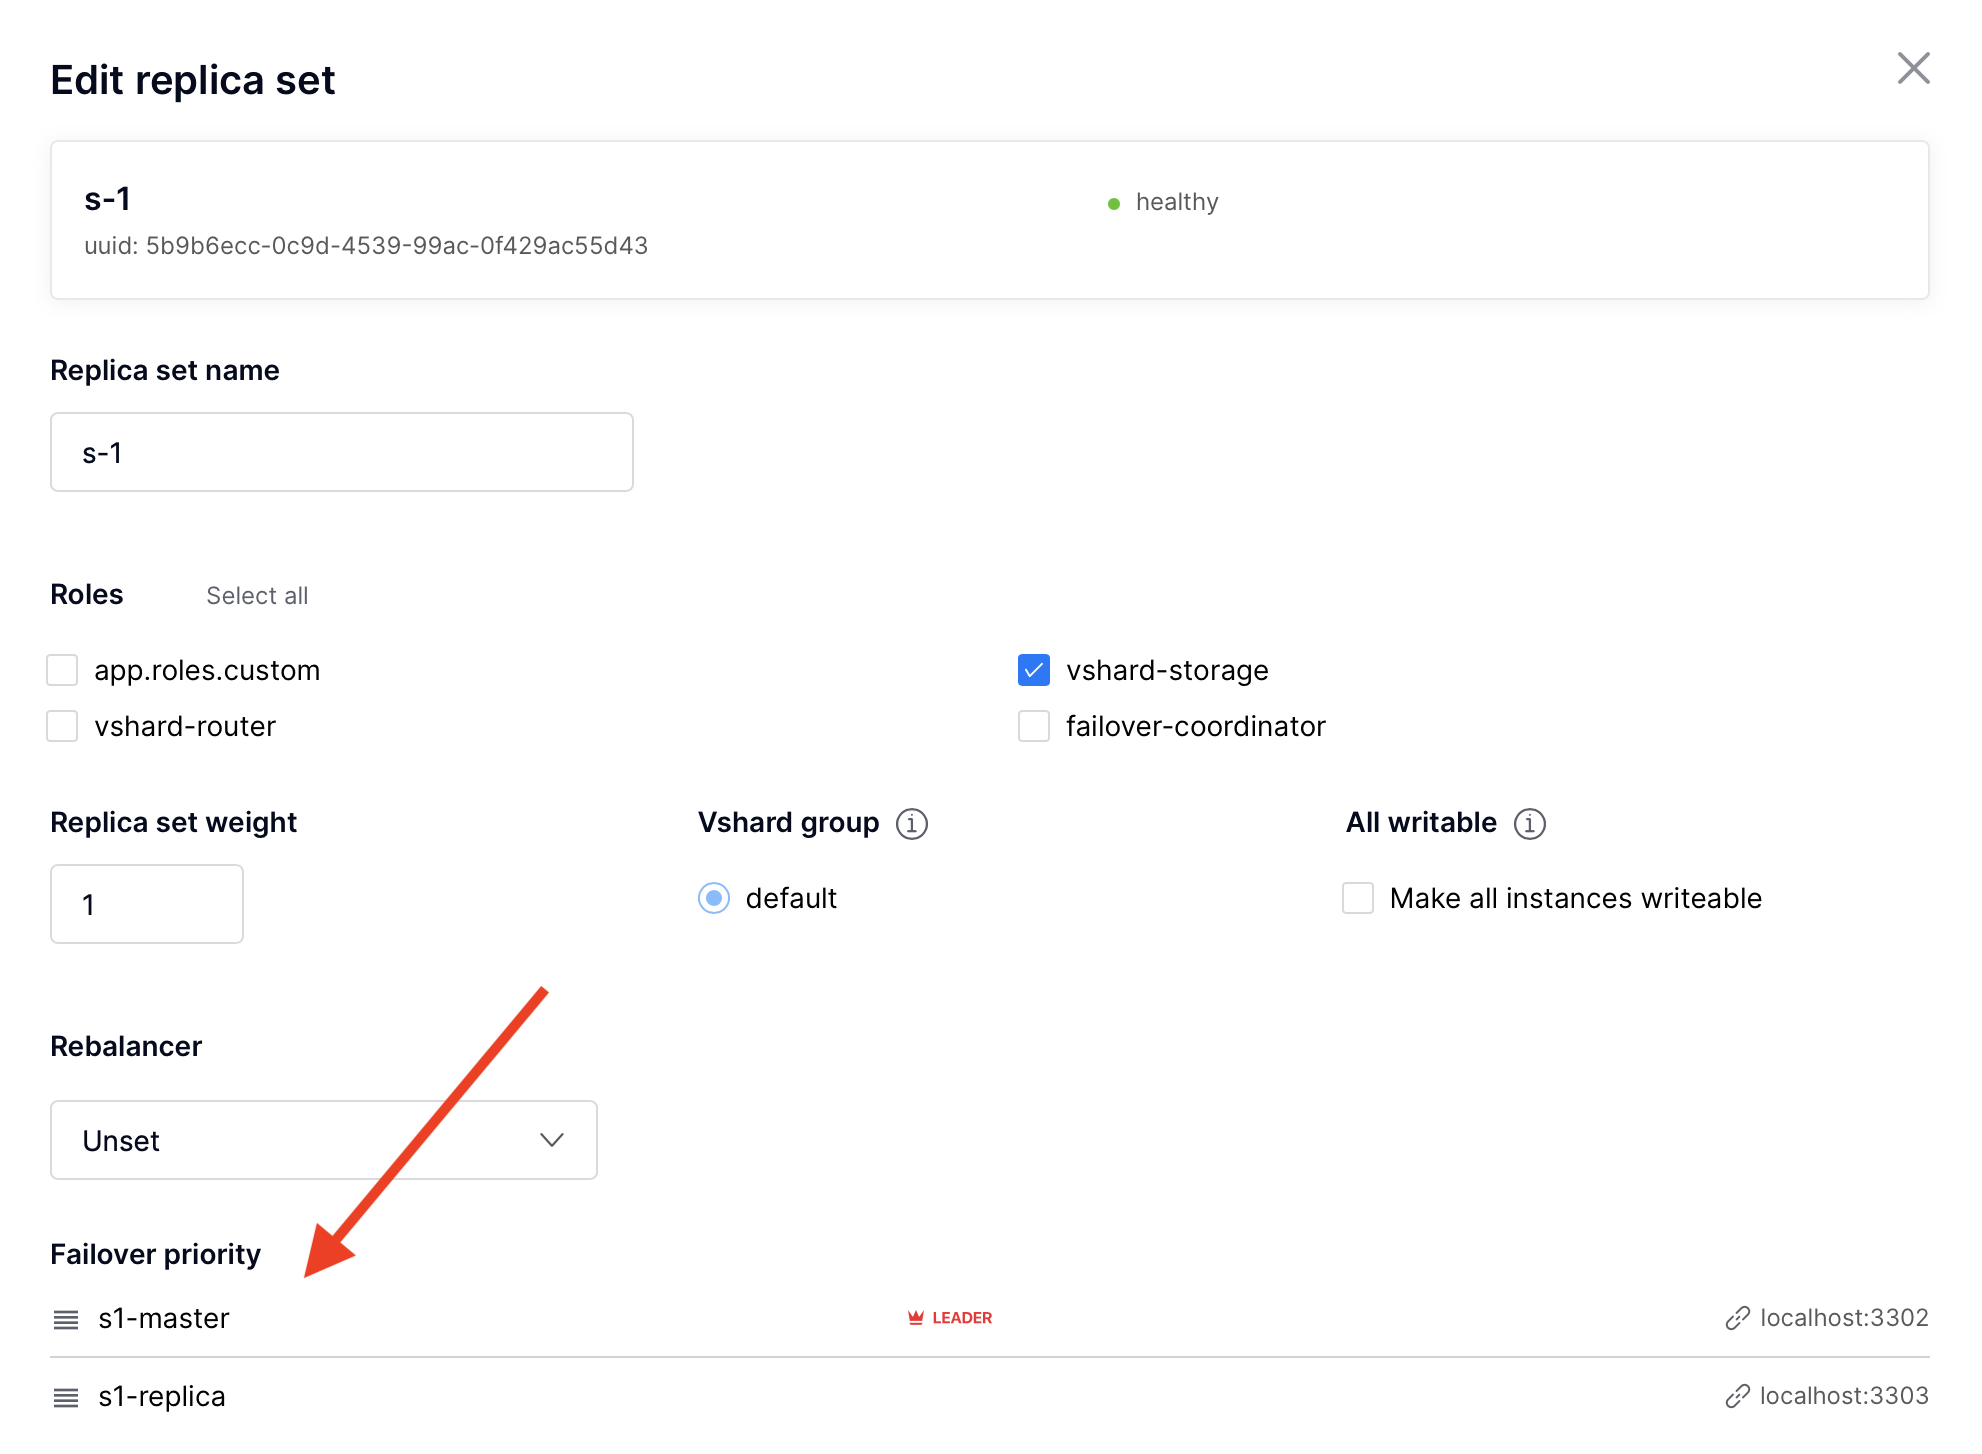 Edit replica set
s-1
healthy
uuid: 5b9b6ecc-0c9d-4539-99ac-0f429ac55d43
Replica set name
s-1
Roles Select all
app.roles.custom vshard-storage
vshard-router failover-coordinator
Replica set weight Vshard group All writable
1 default Make all instances writeable
Rebalancer
Unset
Failover priority
s1-master LEADER localhost:3302
s1-replica localhost:3303